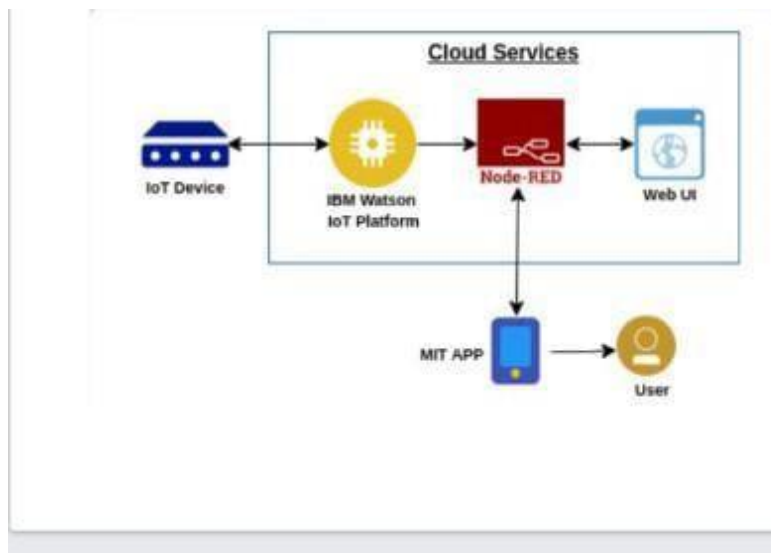 Cloud Services
IoT Device
IBM Watson
IoT Platform
Node-RED
Web UI
MIT APP
User